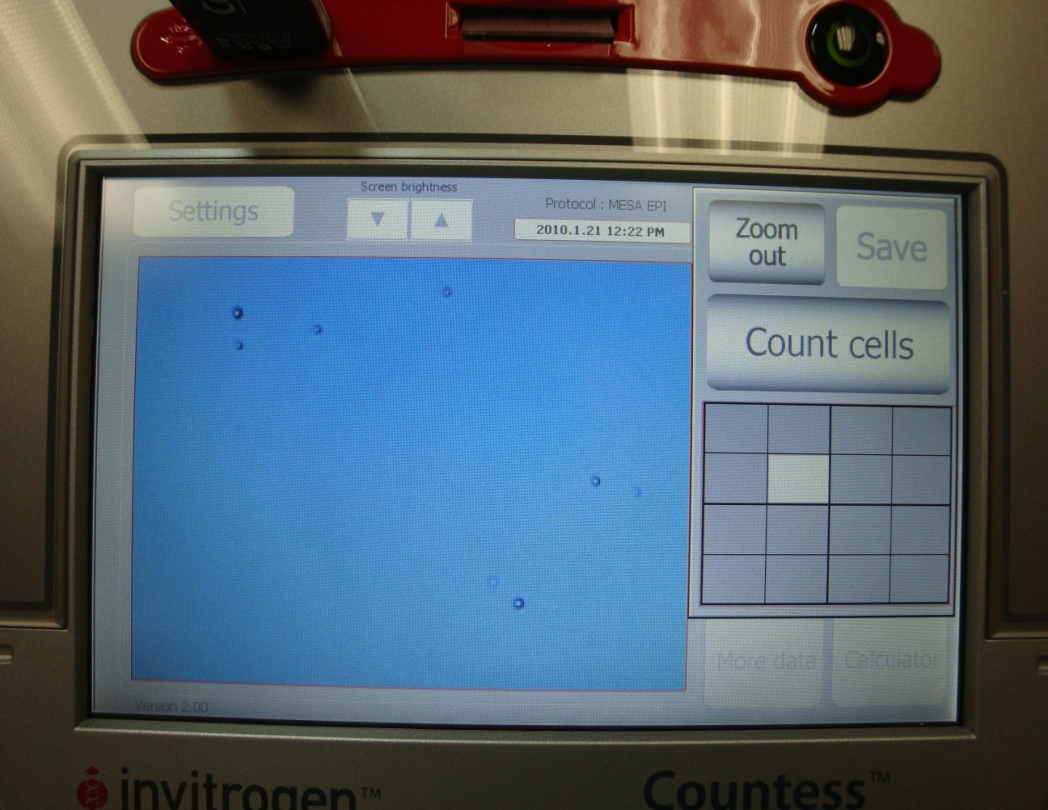 Screen brightness
Settings
▼ ▲
Protocol : MESA EPI
2010.1.21 12:22 PM
Zoom out
Save
Count cells
More data
Calculator
Version 2.00
invitrogen™
Countess™